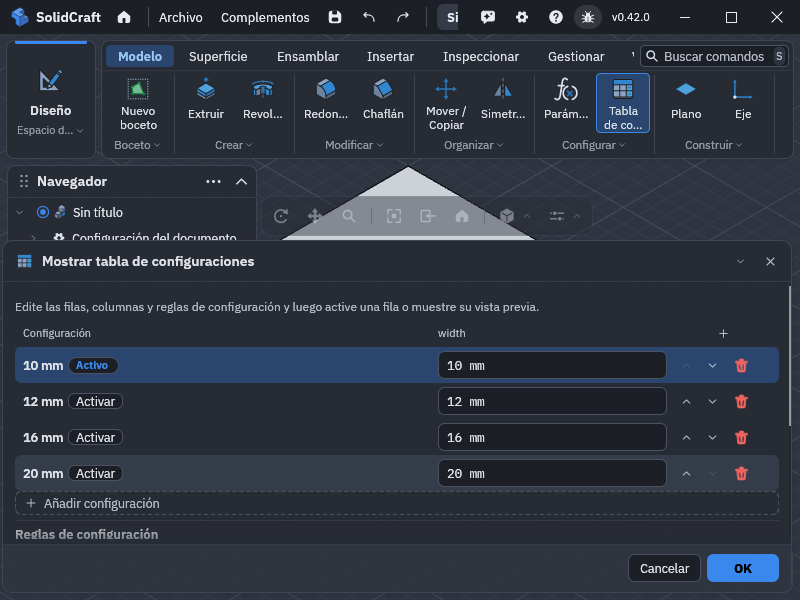 SolidCraft Archivo Complementos Si v0.42.0
Modelo Superficie Ensamblar Insertar Inspeccionar Gestionar Buscar comandos S
Diseño
Espacio d...
Nuevo boceto
Extruir
Revol...
Redon...
Chaflán
Mover / Copiar
Simetr...
Parám...
Tabla de co...
Plano
Eje
Boceto Crear Modificar Organizar Configurar Construir
Navegador
Sin título
Configuración del documento
Mostrar tabla de configuraciones
Edite las filas, columnas y reglas de configuración y luego active una fila o muestre su vista previa.
Configuración width
10 mm Activo 10 mm
12 mm Activar 12 mm
16 mm Activar 16 mm
20 mm Activar 20 mm
Añadir configuración
Reglas de configuración
Cancelar OK